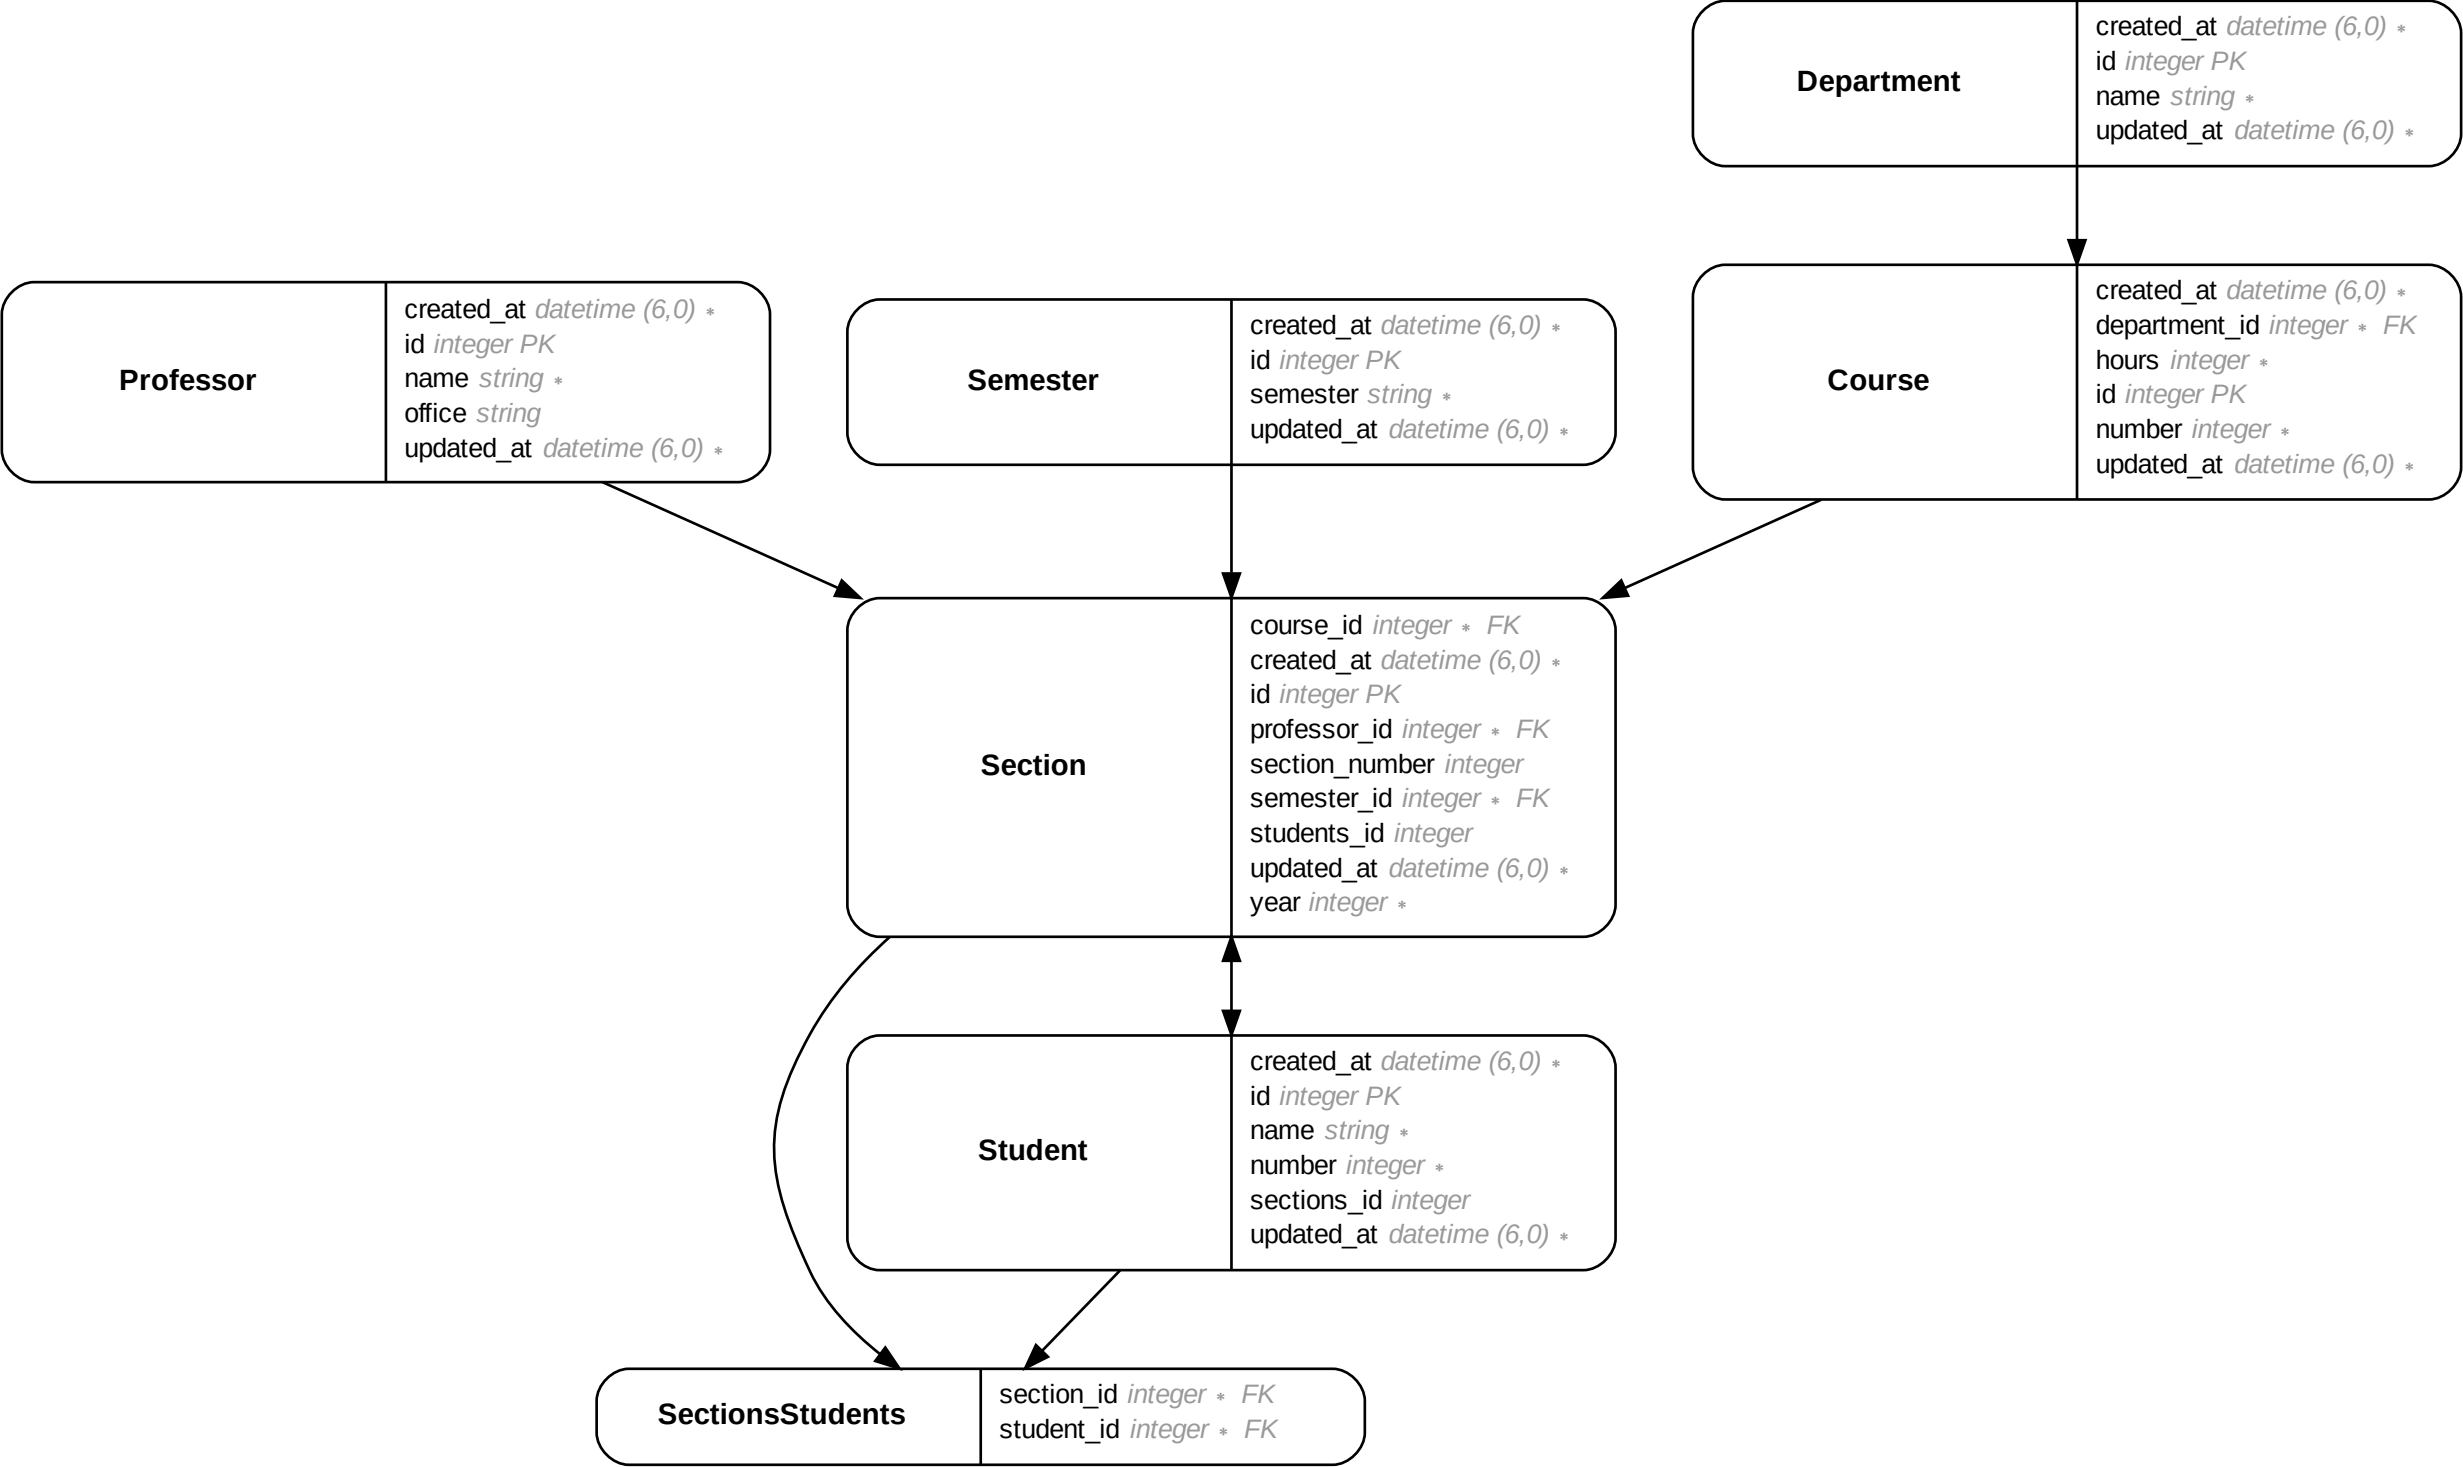 Department
created_at datetime (6,0) *
id integer PK
name string *
updated_at datetime (6,0) *
Professor
created_at datetime (6,0) *
id integer PK
name string *
office string
updated_at datetime (6,0) *
Semester
created_at datetime (6,0) *
id integer PK
semester string *
updated_at datetime (6,0) *
Course
created_at datetime (6,0) *
department_id integer * FK
hours integer *
id integer PK
number integer *
updated_at datetime (6,0) *
Section
course_id integer * FK
created_at datetime (6,0) *
id integer PK
professor_id integer * FK
section_number integer
semester_id integer * FK
students_id integer
updated_at datetime (6,0) *
year integer *
Student
created_at datetime (6,0) *
id integer PK
name string *
number integer *
sections_id integer
updated_at datetime (6,0) *
SectionsStudents
section_id integer * FK
student_id integer * FK